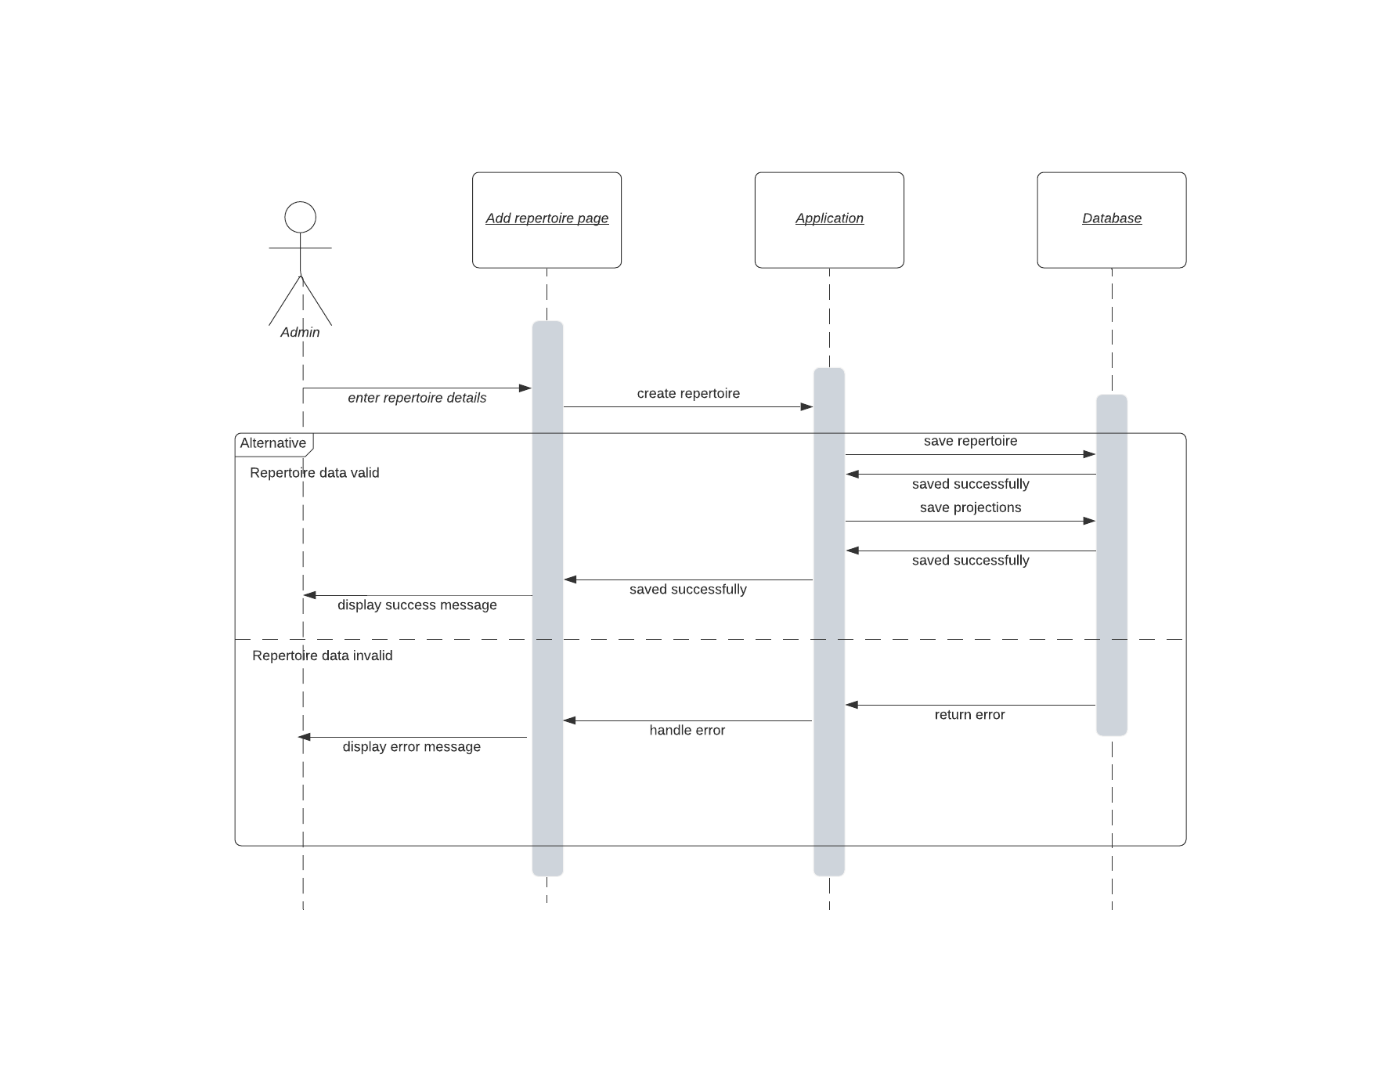 Add repertoire page
Application
Database
Admin
enter repertoire details
create repertoire
Alternative
save repertoire
Repertoire data valid
saved successfully
save projections
saved successfully
saved successfully
display success message
Repertoire data invalid
return error
handle error
display error message